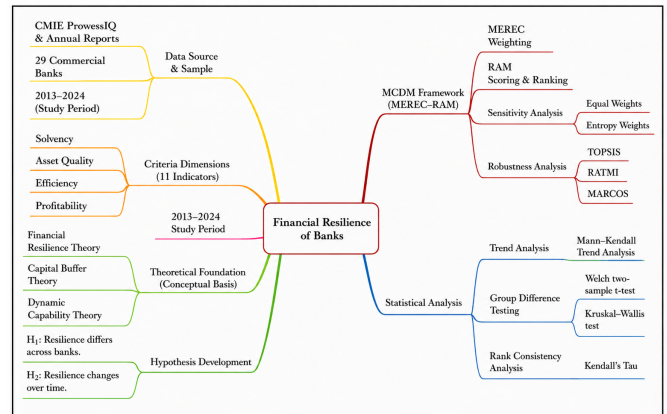 CMIE ProwessIQ
& Annual Reports
29 Commercial
Banks
2013–2024
(Study Period)
Data Source
& Sample
Solvency
Asset Quality
Efficiency
Profitability
Criteria Dimensions
(11 Indicators)
2013–2024
Study Period
Financial
Resilience Theory
Capital Buffer
Theory
Dynamic
Capability Theory
Theoretical Foundation
(Conceptual Basis)
H₁: Resilience differs
across banks.
H₂: Resilience changes
over time.
Hypothesis Development
Financial Resilience
of Banks
MCDM Framework
(MEREC–RAM)
MEREC
Weighting
RAM
Scoring & Ranking
Sensitivity Analysis
Equal Weights
Entropy Weights
Robustness Analysis
TOPSIS
RATMI
MARCOS
Statistical Analysis
Trend Analysis
Mann–Kendall
Trend Analysis
Group Difference
Testing
Welch two-
sample t-test
Kruskal–Wallis
test
Rank Consistency
Analysis
Kendall's Tau